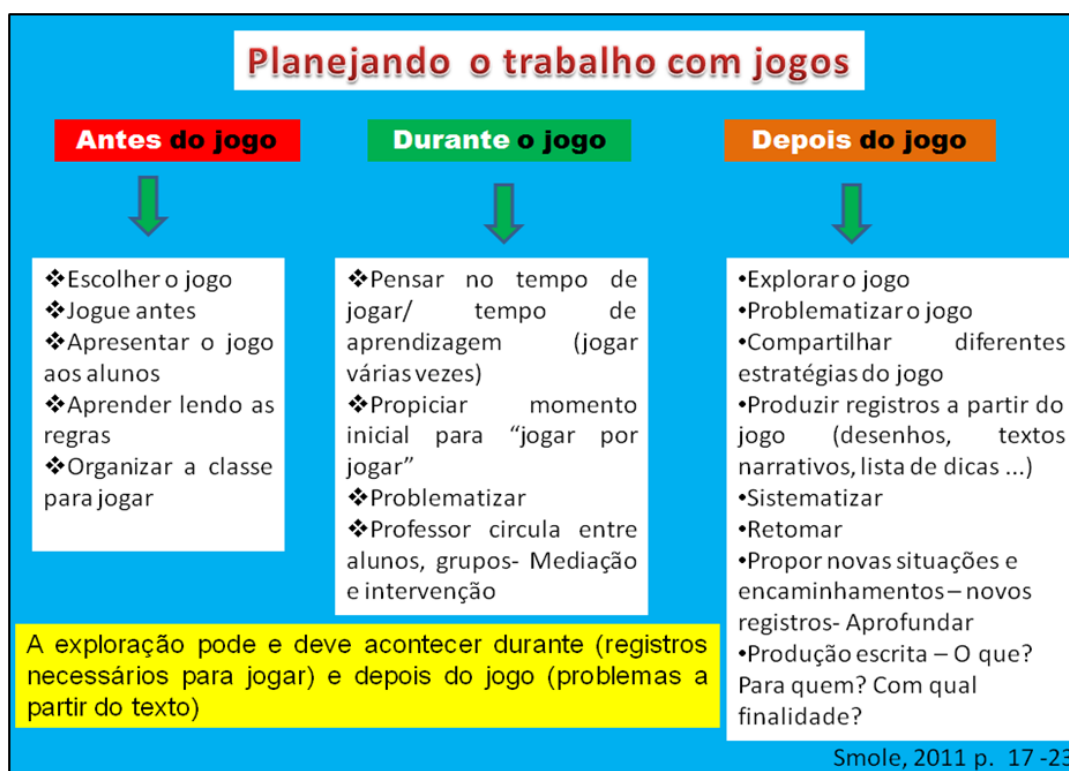 Planejando o trabalho com jogos
Antes do jogo
❖Escolher o jogo
❖Jogue antes
❖Apresentar o jogo
aos alunos
❖Aprender lendo as
regras
❖Organizar a classe
para jogar
Durante o jogo
❖Pensar no tempo de
jogar/ tempo de
aprendizagem (jogar
várias vezes)
❖Propiciar momento
inicial para “jogar por
jogar”
❖Problematizar
❖Professor circula entre
alunos, grupos- Mediação
e intervenção
Depois do jogo
•Explorar o jogo
•Problematizar o jogo
•Compartilhar diferentes
estratégias do jogo
•Produzir registros a partir do
jogo (desenhos, textos
narrativos, lista de dicas ...)
•Sistematizar
•Retomar
•Propor novas situações e
encaminhamentos – novos
registros- Aprofundar
•Produção escrita – O que?
Para quem? Com qual
finalidade?
A exploração pode e deve acontecer durante (registros
necessários para jogar) e depois do jogo (problemas a
partir do texto)
Smole, 2011 p. 17 -23